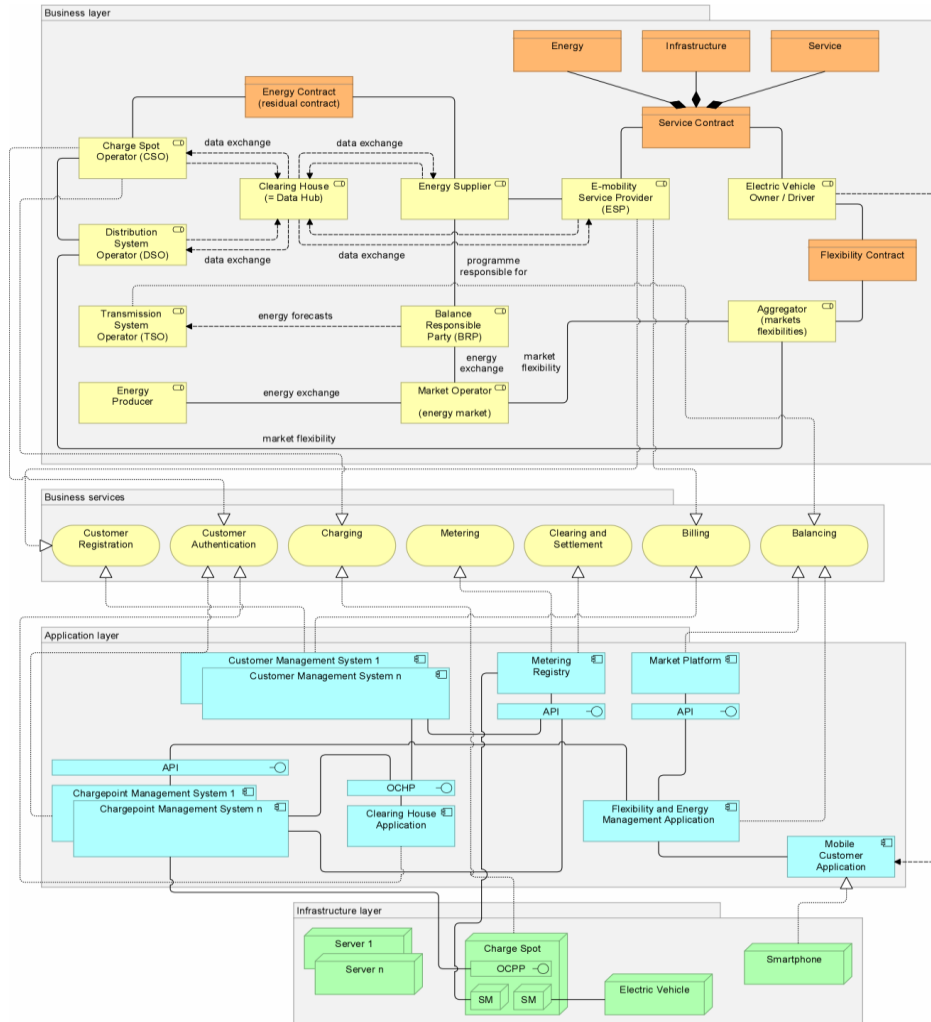 Business layer
Energy
Infrastructure
Service
Energy Contract
(residual contract)
Service Contract
Charge Spot
Operator (CSO)
data exchange
data exchange
Clearing House
(= Data Hub)
Energy Supplier
E-mobility
Service Provider
(ESP)
Electric Vehicle
Owner / Driver
Distribution
System
Operator (DSO)
data exchange
data exchange
programme
responsible for
Flexibility Contract
Transmission
System
Operator (TSO)
energy forecasts
Balance
Responsible
Party (BRP)
Aggregator
(markets
flexibilities)
energy
exchange
market
flexibility
Energy
Producer
energy exchange
Market Operator
(energy market)
market flexibility
Business services
Customer
Registration
Customer
Authentication
Charging
Metering
Clearing and
Settlement
Billing
Balancing
Application layer
Customer Management System 1
Customer Management System n
Metering
Registry
Market Platform
API
API
API
Chargepoint Management System 1
Chargepoint Management System n
OCHP
Clearing House
Application
Flexibility and Energy
Management Application
Mobile
Customer
Application
Infrastructure layer
Server 1
Server n
Charge Spot
OCPP
SM
SM
Electric Vehicle
Smartphone